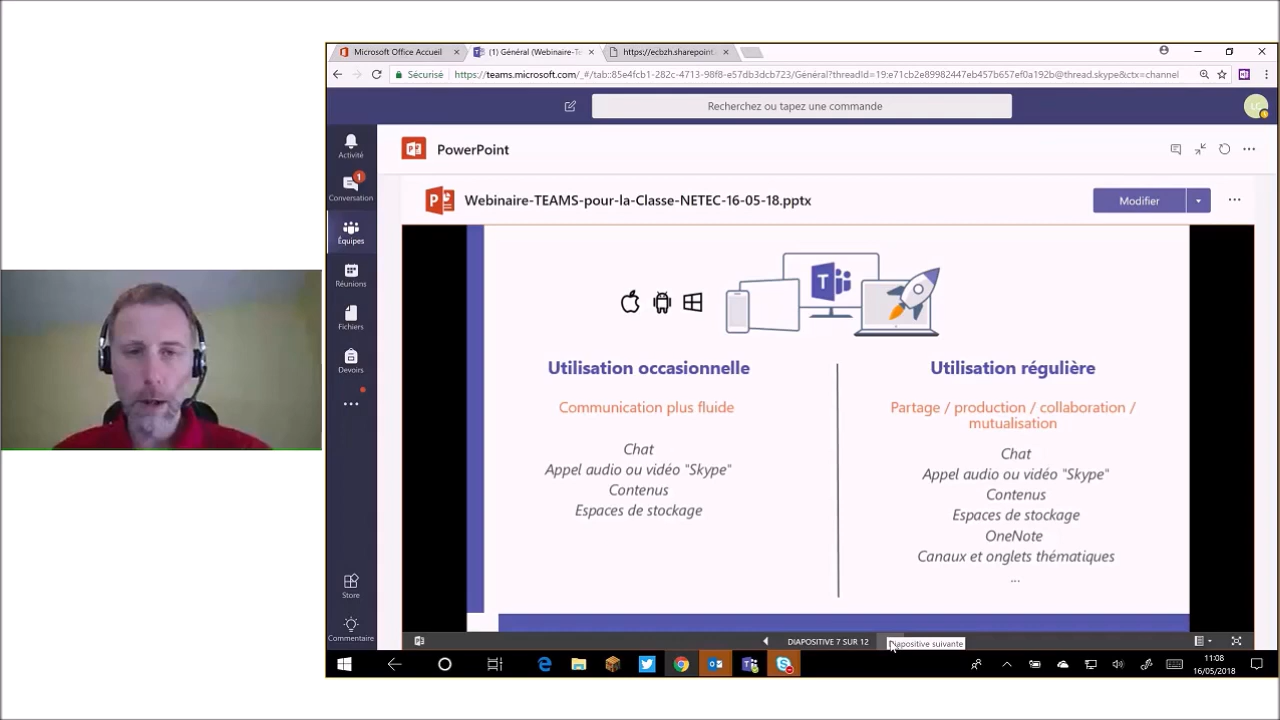 Microsoft Office Accueil
(1) Général (Webinaire-Te
https://ecbzh.sharepoint.
Sécurisé
https://teams.microsoft.com/_#/tab::85e4fcb1-282c-4713-98f8-e57db3dcb723/Général?threadId=19:e71cb2e89982447eb457b657ef0a192b@thread.skype&ctx=channel
Recherchez ou tapez une commande
LC
Activité
1
Conversation
Équipes
Réunions
Fichiers
Devoirs
Store
Commentaire
PowerPoint
Webinaire-TEAMS-pour-la-Classe-NETEC-16-05-18.pptx
Modifier
Utilisation occasionnelle
Communication plus fluide
Chat
Appel audio ou vidéo "Skype"
Contenus
Espaces de stockage
Utilisation régulière
Partage / production / collaboration /
mutualisation
Chat
Appel audio ou vidéo "Skype"
Contenus
Espaces de stockage
OneNote
Canaux et onglets thématiques
...
DIAPOSITIVE 7 SUR 12
Diapositive suivante
11:08
16/05/2018